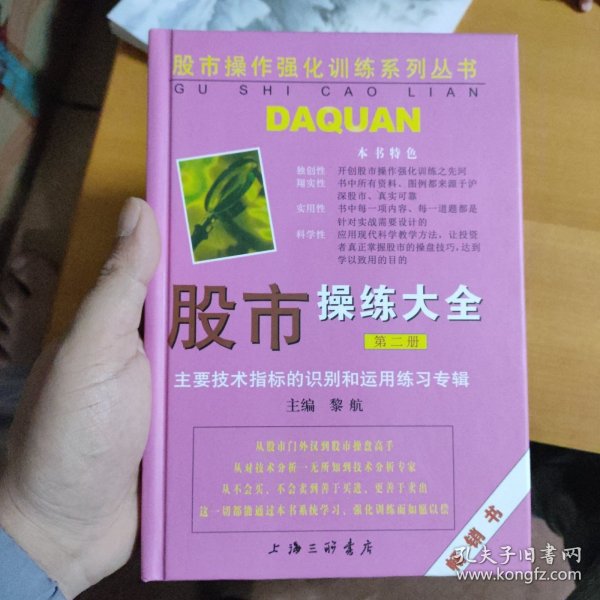 股市操作强化训练系列丛书
GU SHI CAO LIAN
DAQUAN
本书特色
独创性 开创股市操作强化训练之先河
翔实性 书中所有资料、图例都来源于沪
深股市、真实可靠
实用性 书中每一项内容、每一道题都是
针对实战需要设计的
科学性 应用现代科学教学方法，让投资
者真正掌握股市的操盘技巧，达到
学以致用的目的
股市操练大全
第二册
主要技术指标的识别和运用练习专辑
主编 黎航
从股市门外汉到股市操盘高手
从对技术分析一无所知到技术分析专家
从不会买，不会卖到善于买进，更善于卖出
这一切都能通过本书系统学习，强化训练而如愿以偿
上海三联书店
销书
孔夫子旧书网
www.kongfz.com